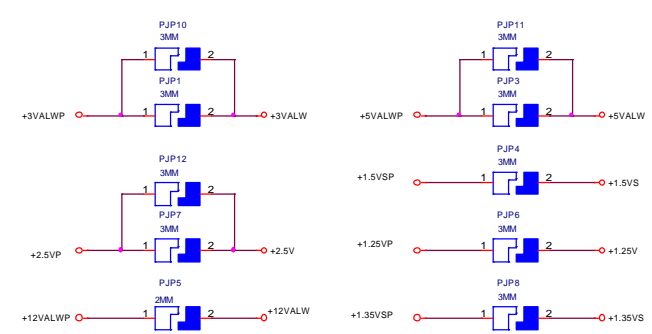 PJP10
3MM
1 2
PJP1
3MM
+3VALWP 1 2 +3VALW
PJP12
3MM
1 2
PJP7
3MM
+2.5VP 1 2 +2.5V
PJP5
2MM
+12VALWP 1 2 +12VALW
PJP11
3MM
1 2
PJP3
3MM
+5VALWP 1 2 +5VALW
PJP4
3MM
+1.5VSP 1 2 +1.5VS
PJP6
3MM
+1.25VP 1 2 +1.25V
PJP8
3MM
+1.35VSP 1 2 +1.35VS